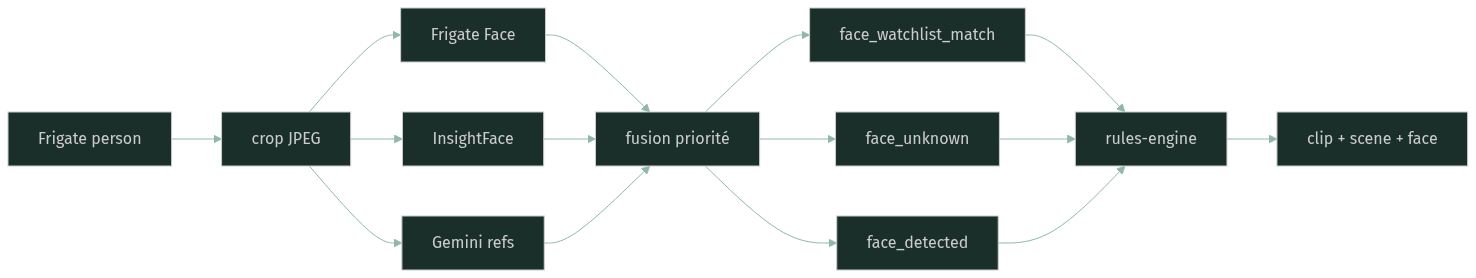 Frigate person
crop JPEG
Frigate Face
InsightFace
Gemini refs
fusion priorité
face_watchlist_match
face_unknown
face_detected
rules-engine
clip + scene + face